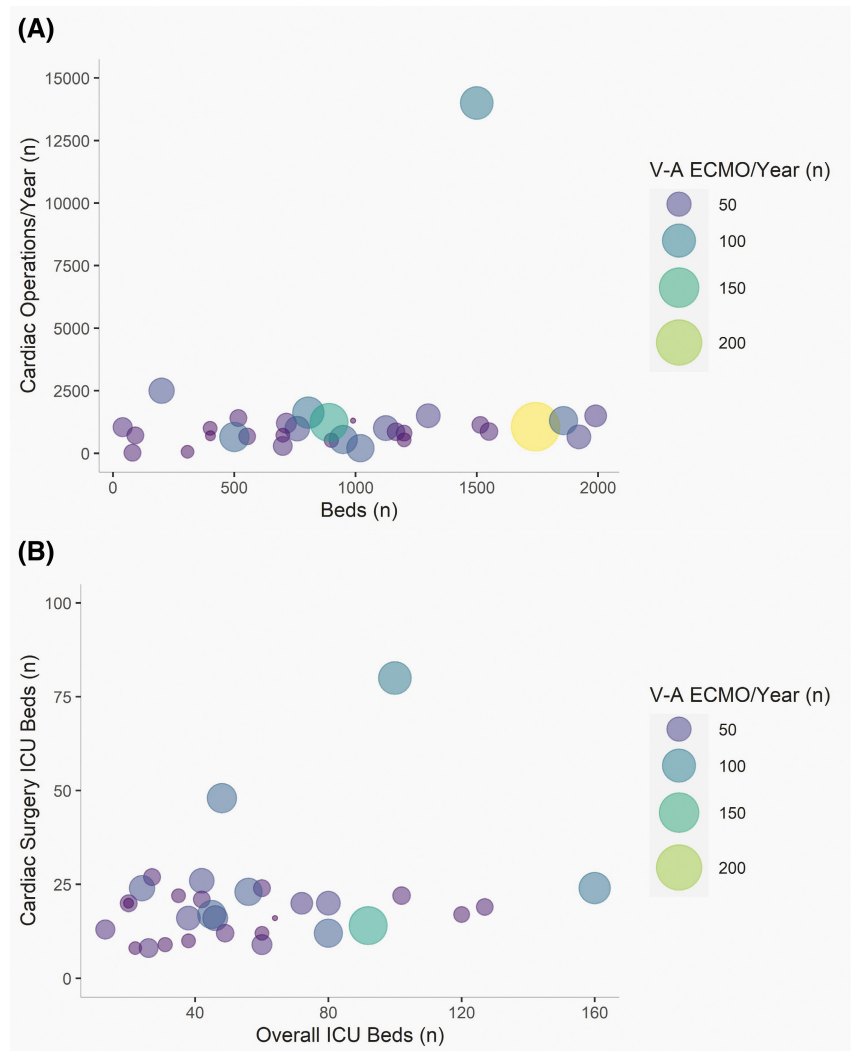 (A)
Cardiac Operations/Year (n)
15000
12500
10000
7500
5000
2500
0
0 500 1000 1500 2000
Beds (n)
V-A ECMO/Year (n)
50
100
150
200
(B)
Cardiac Surgery ICU Beds (n)
100
75
50
25
0
40 80 120 160
Overall ICU Beds (n)
V-A ECMO/Year (n)
50
100
150
200